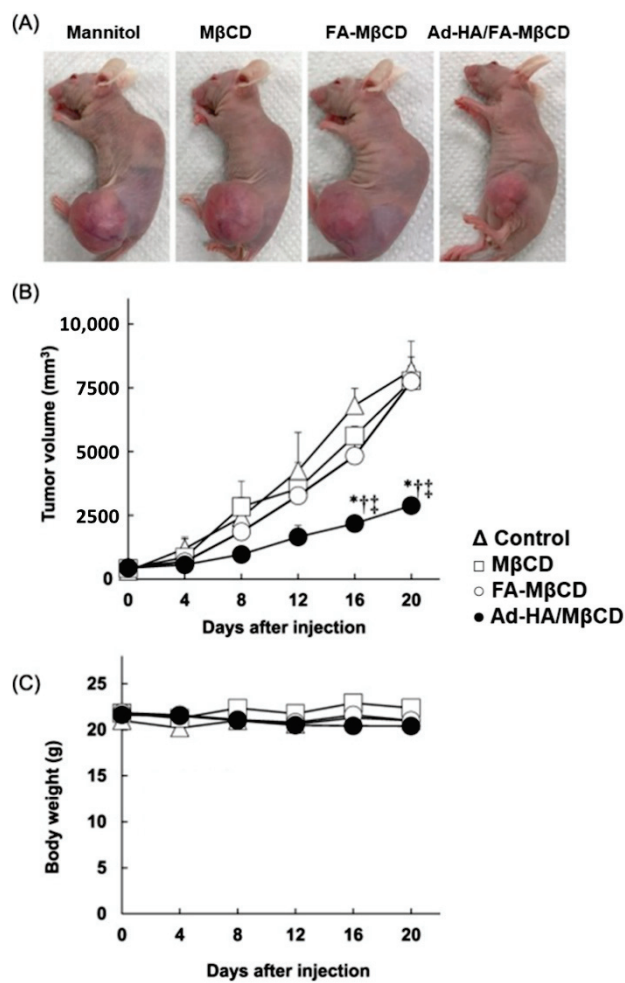 (A)
Mannitol MβCD FA-MβCD Ad-HA/FA-MβCD
(B)
Tumor volume (mm³)
10,000
7500
5000
2500
0
*†‡ *†‡
0 4 8 12 16 20
Days after injection
Δ Control
□ MβCD
○ FA-MβCD
● Ad-HA/MβCD
(C)
Body weight (g)
25
20
15
10
5
0
0 4 8 12 16 20
Days after injection